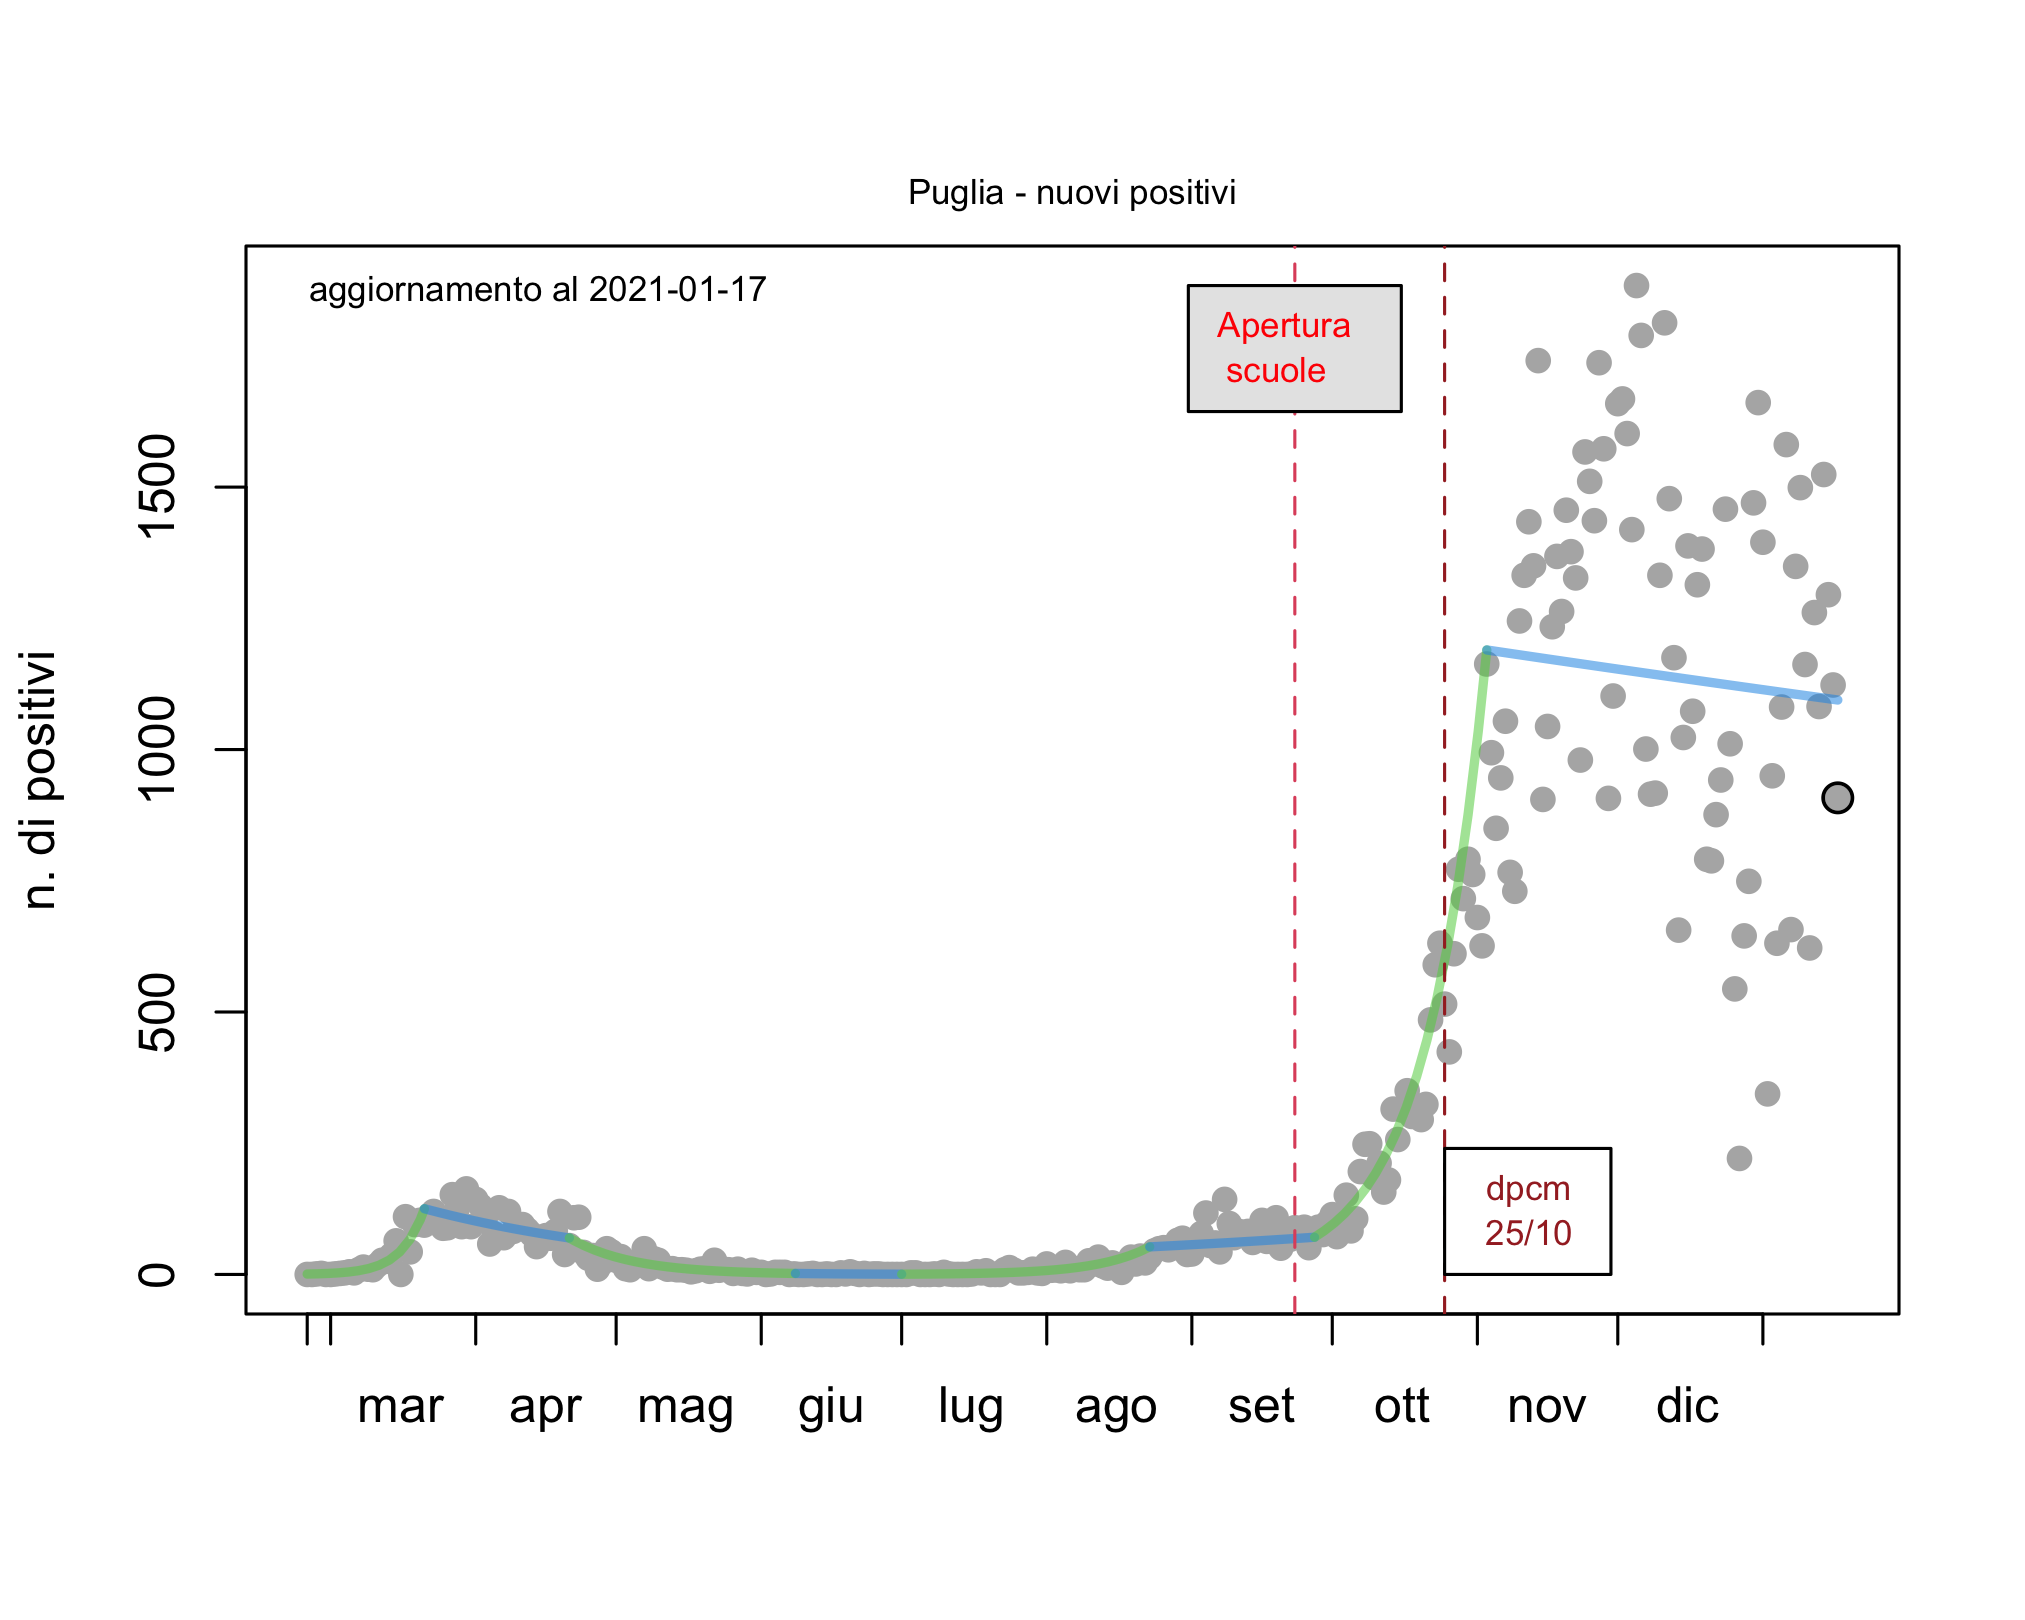 Puglia - nuovi positivi
aggiornamento al 2021-01-17
Apertura
scuole
n. di positivi
1500
1000
500
0
dpcm
25/10
mar apr mag giu lug ago set ott nov dic